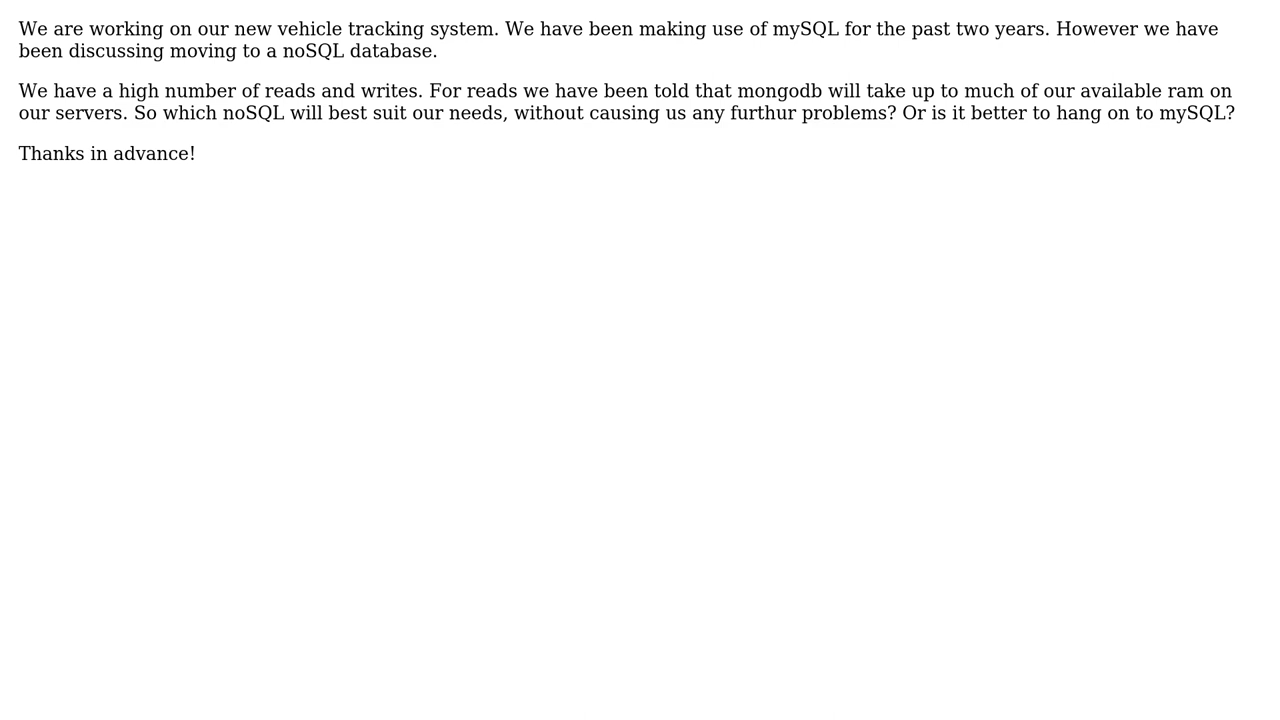 We are working on our new vehicle tracking system. We have been making use of mySQL for the past two years. However we have
been discussing moving to a noSQL database.
We have a high number of reads and writes. For reads we have been told that mongodb will take up to much of our available ram on
our servers. So which noSQL will best suit our needs, without causing us any furthur problems? Or is it better to hang on to mySQL?
Thanks in advance!